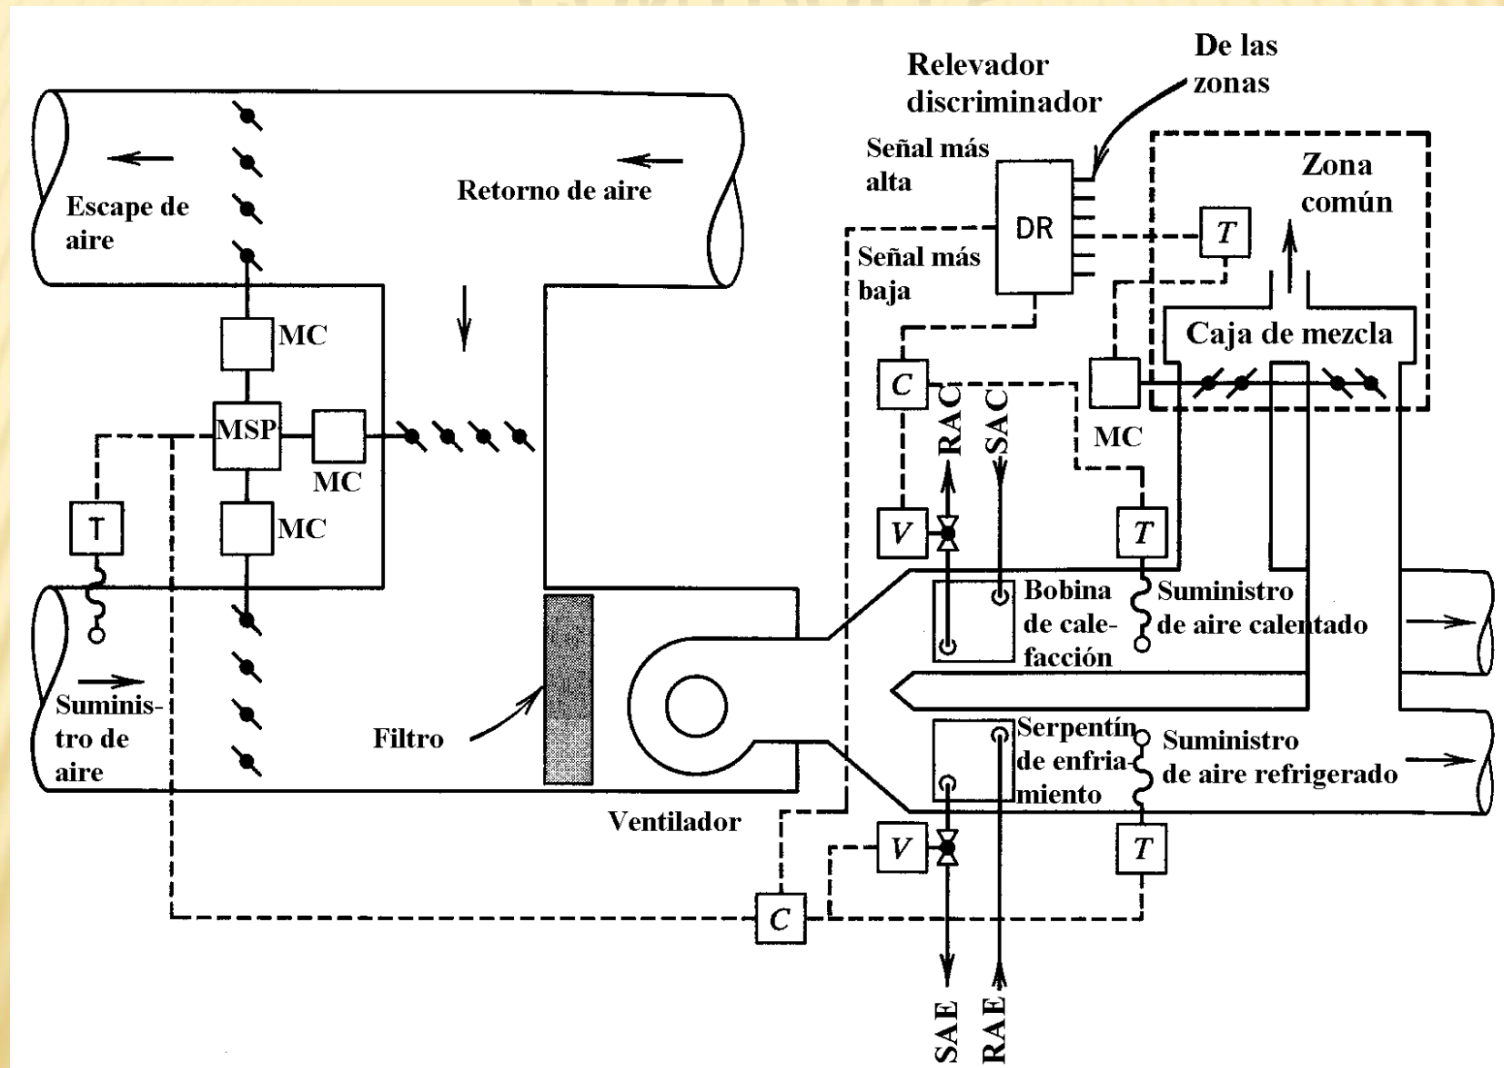 De las
zonas
Relevador
discriminador
Señal más
alta
Zona
común
Retorno de aire
Escape de
aire
DR
T
Señal más
baja
MC
Caja de mezcla
C
RAC
SAC
MSP
MC
MC
MC
T
V
T
Bobina
de cale-
facción
Suministro
de aire calentado
Suminis-
tro de
aire
Filtro
Serpentín
de enfria-
miento
Suministro
de aire refrigerado
Ventilador
V
T
C
SAE
RAE